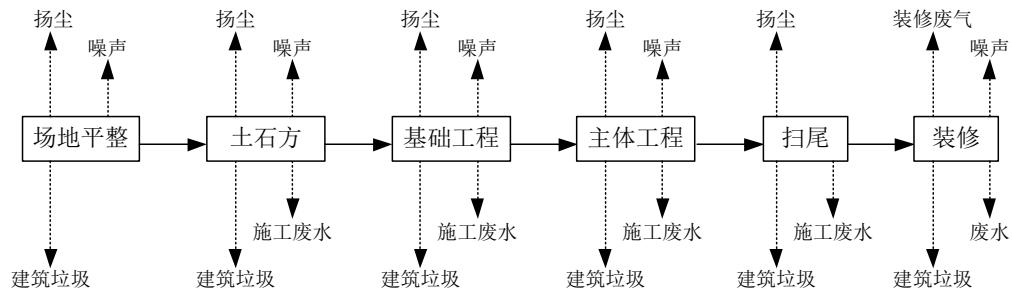 扬尘
扬尘
扬尘
扬尘
扬尘
装修废气
噪声
噪声
噪声
噪声
噪声
场地平整
土石方
基础工程
主体工程
扫尾
装修
施工废水
施工废水
施工废水
施工废水
废水
建筑垃圾
建筑垃圾
建筑垃圾
建筑垃圾
建筑垃圾
建筑垃圾